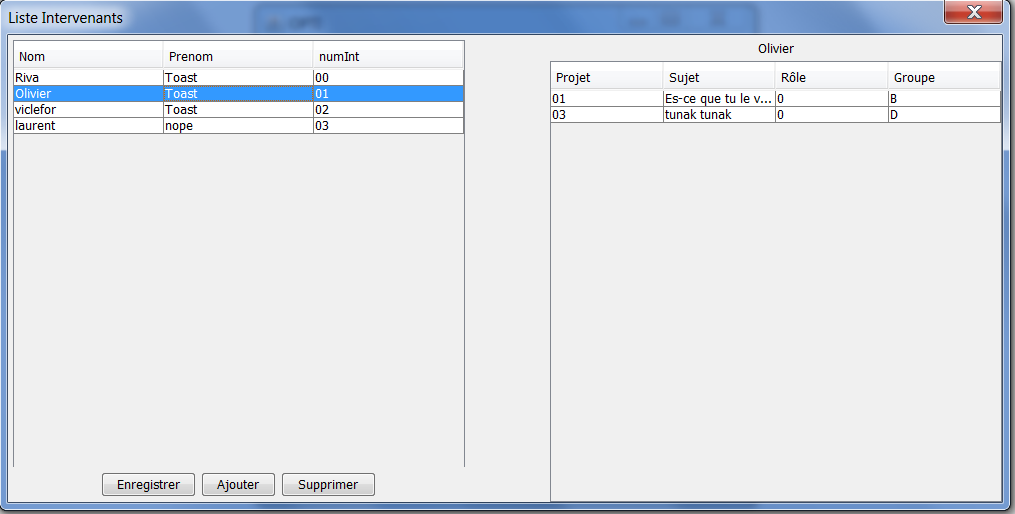 Liste Intervenants
Nom Prenom numInt
Riva Toast 00
Olivier Toast 01
viclefor Toast 02
laurent nope 03
Olivier
Projet Sujet Rôle Groupe
01 Es-ce que tu le v... 0 B
03 tunak tunak 0 D
Enregistrer Ajouter Supprimer